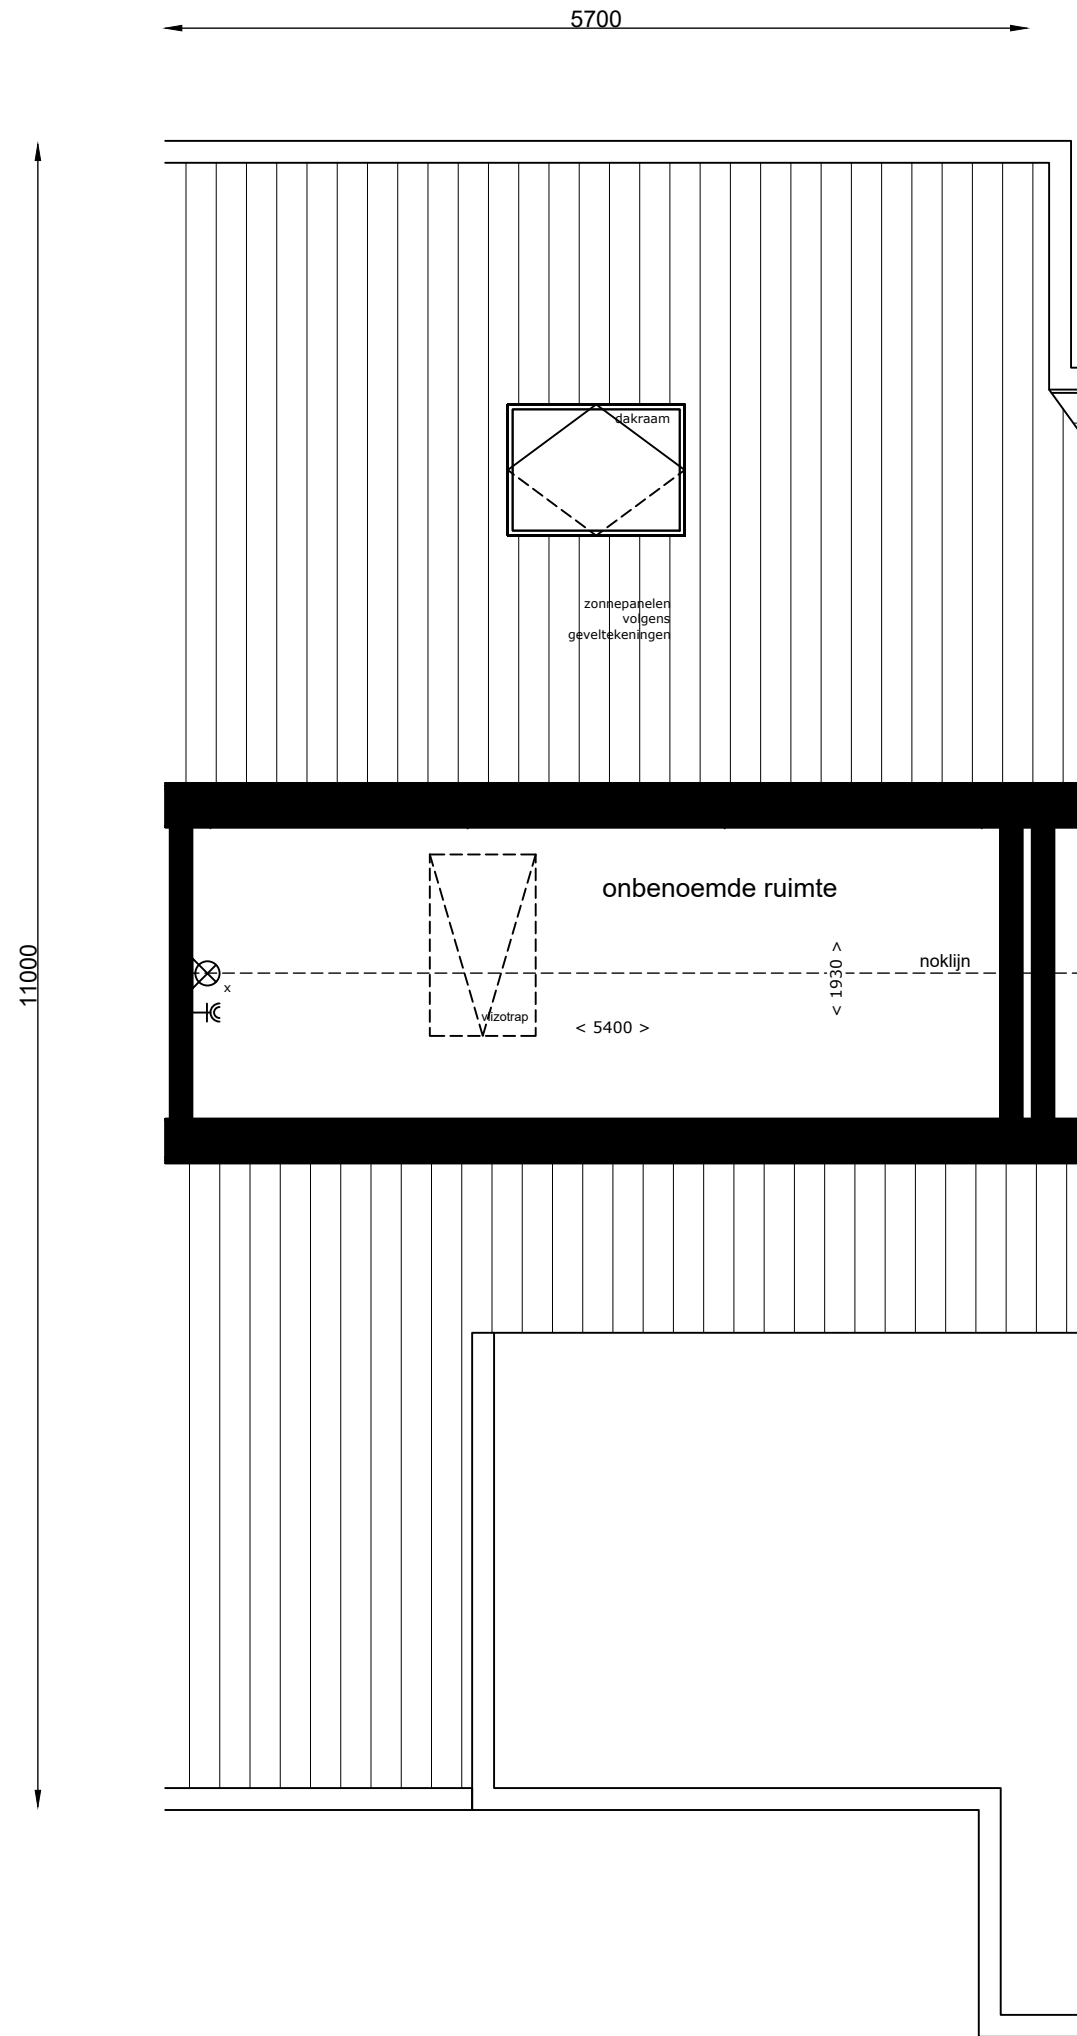 5700
dakraam
zonnepanelen
volgens
geveltekeningen
onbenoemde ruimte
noklijn
< 1930 >
x
vlizotrap
< 5400 >
11000